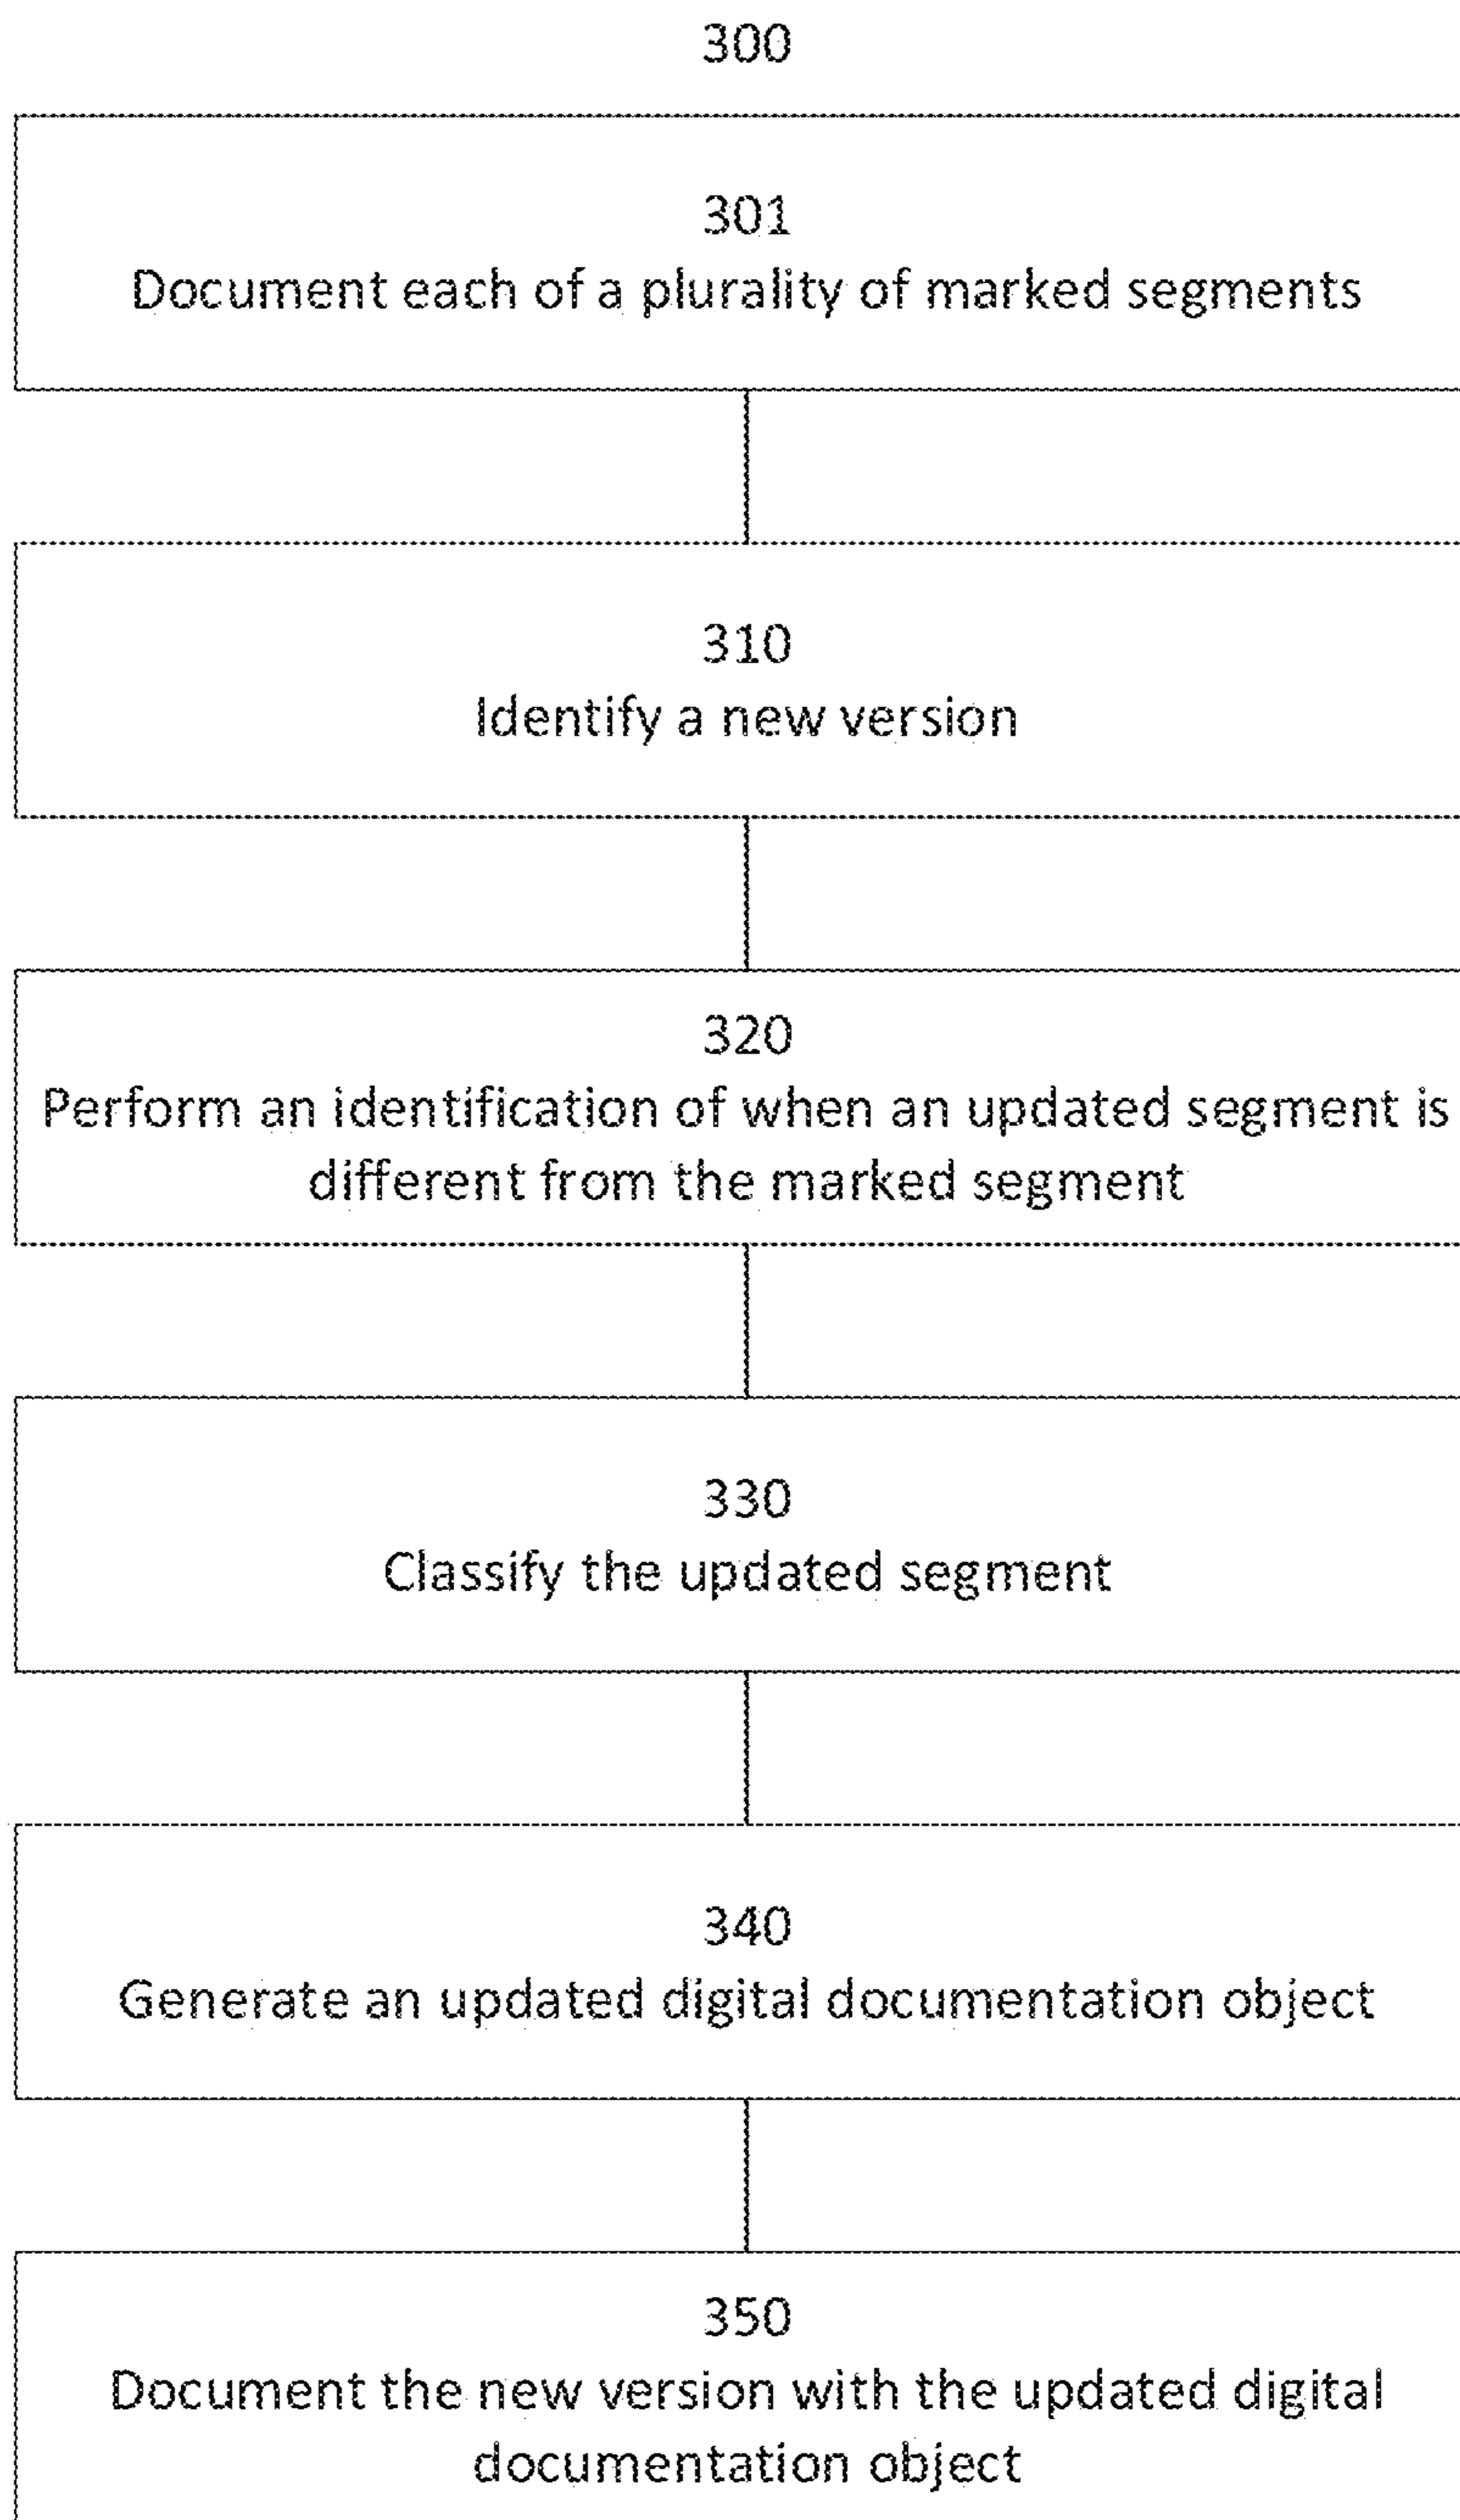 300
301
Document each of a plurality of marked segments
310
Identify a new version
320
Perform an identification of when an updated segment is
different from the marked segment
330
Classify the updated segment
340
Generate an updated digital documentation object
350
Document the new version with the updated digital
documentation object